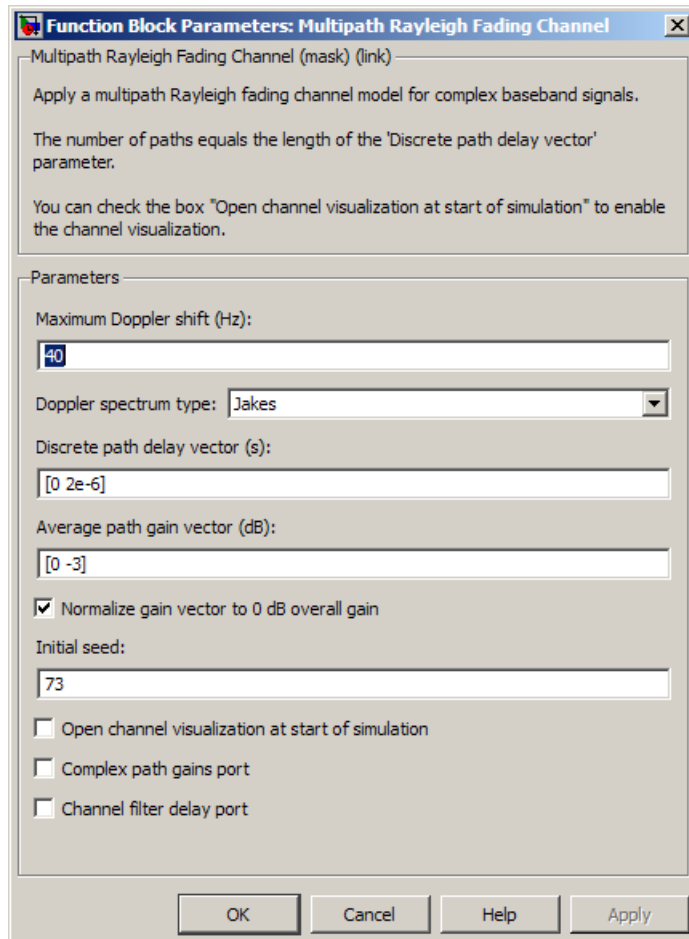 Function Block Parameters: Multipath Rayleigh Fading Channel
Multipath Rayleigh Fading Channel (mask) (link)
Apply a multipath Rayleigh fading channel model for complex baseband signals.
The number of paths equals the length of the 'Discrete path delay vector'
parameter.
You can check the box "Open channel visualization at start of simulation" to enable
the channel visualization.
Parameters
Maximum Doppler shift (Hz):
40
Doppler spectrum type: Jakes
Discrete path delay vector (s):
[0 2e-6]
Average path gain vector (dB):
[0 -3]
Normalize gain vector to 0 dB overall gain
Initial seed:
73
Open channel visualization at start of simulation
Complex path gains port
Channel filter delay port
OK Cancel Help Apply